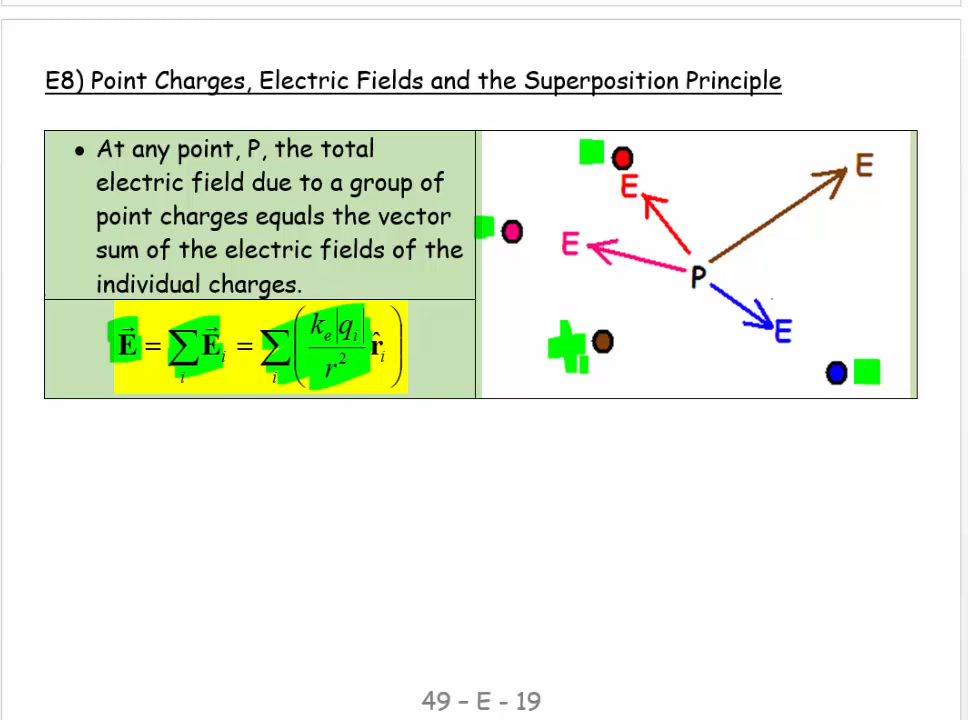 E8) Point Charges, Electric Fields and the Superposition Principle
• At any point, P, the total
electric field due to a group of
point charges equals the vector
sum of the electric fields of the
individual charges.
E⃗ = ∑ᵢ E⃗ᵢ = ∑ᵢ (kₑ|qᵢ| / r² r̂ᵢ)
E
E
E
P
E
49 – E - 19